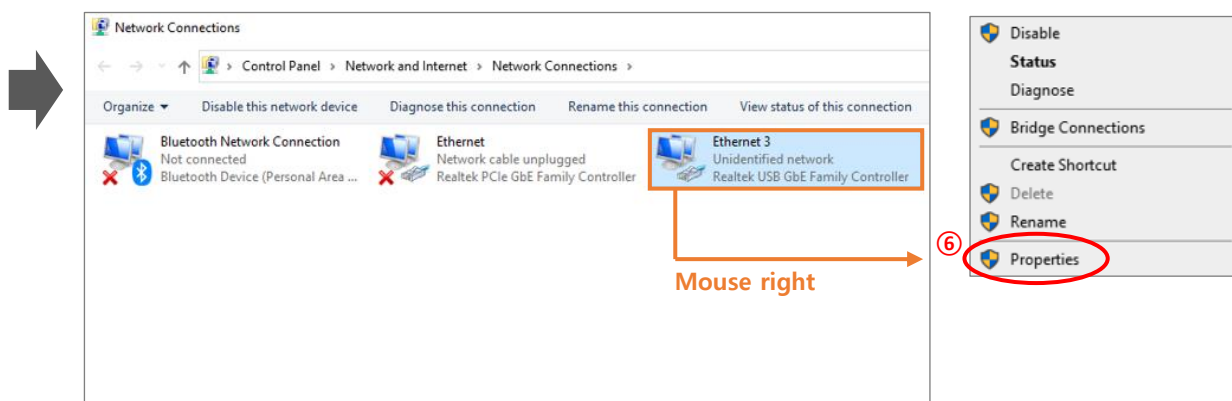 Network Connections
Control Panel > Network and Internet > Network Connections >
Organize Disable this network device Diagnose this connection Rename this connection View status of this connection
Bluetooth Network Connection
Not connected
Bluetooth Device (Personal Area ...
Ethernet
Network cable unplugged
Realtek PCIe GbE Family Controller
Ethernet 3
Unidentified network
Realtek USB GbE Family Controller
Mouse right
Disable
Status
Diagnose
Bridge Connections
Create Shortcut
Delete
Rename
⑥
Properties